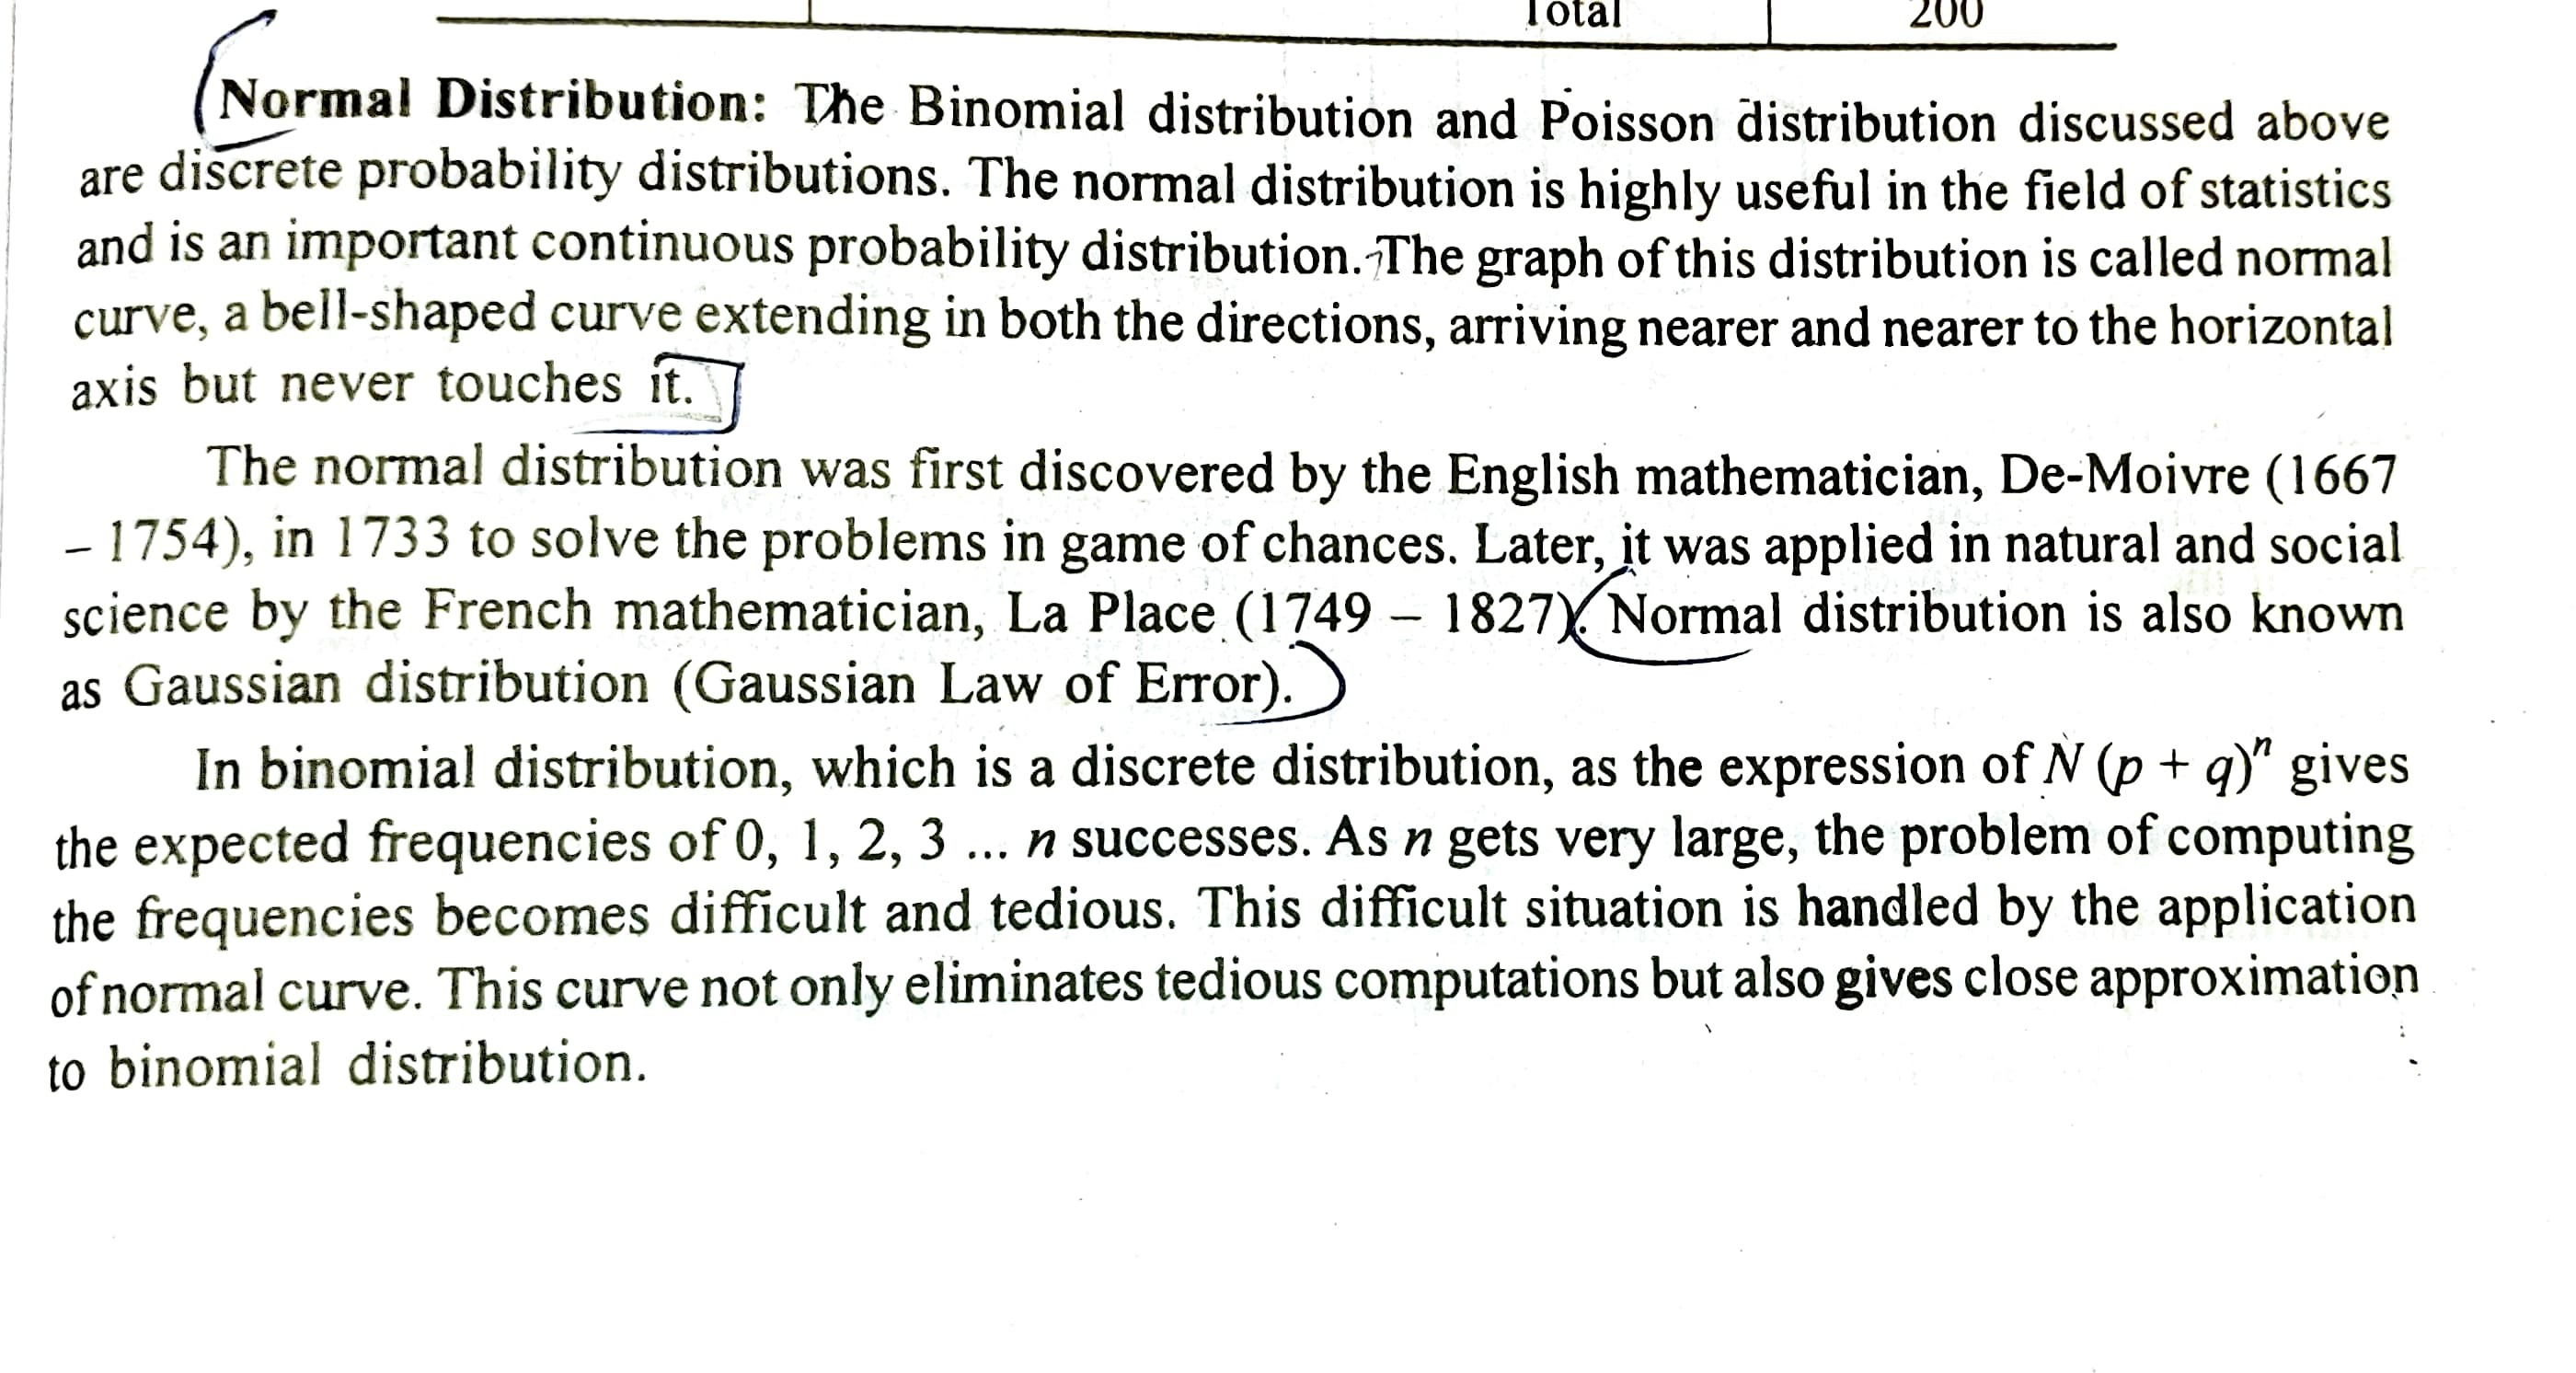 Total 200
Normal Distribution: The Binomial distribution and Poisson distribution discussed above
are discrete probability distributions. The normal distribution is highly useful in the field of statistics
and is an important continuous probability distribution. The graph of this distribution is called normal
curve, a bell-shaped curve extending in both the directions, arriving nearer and nearer to the horizontal
axis but never touches it.
The normal distribution was first discovered by the English mathematician, De-Moivre (1667
– 1754), in 1733 to solve the problems in game of chances. Later, it was applied in natural and social
science by the French mathematician, La Place (1749 – 1827). Normal distribution is also known
as Gaussian distribution (Gaussian Law of Error).
In binomial distribution, which is a discrete distribution, as the expression of N (p + q)ⁿ gives
the expected frequencies of 0, 1, 2, 3 ... n successes. As n gets very large, the problem of computing
the frequencies becomes difficult and tedious. This difficult situation is handled by the application
of normal curve. This curve not only eliminates tedious computations but also gives close approximation
to binomial distribution.